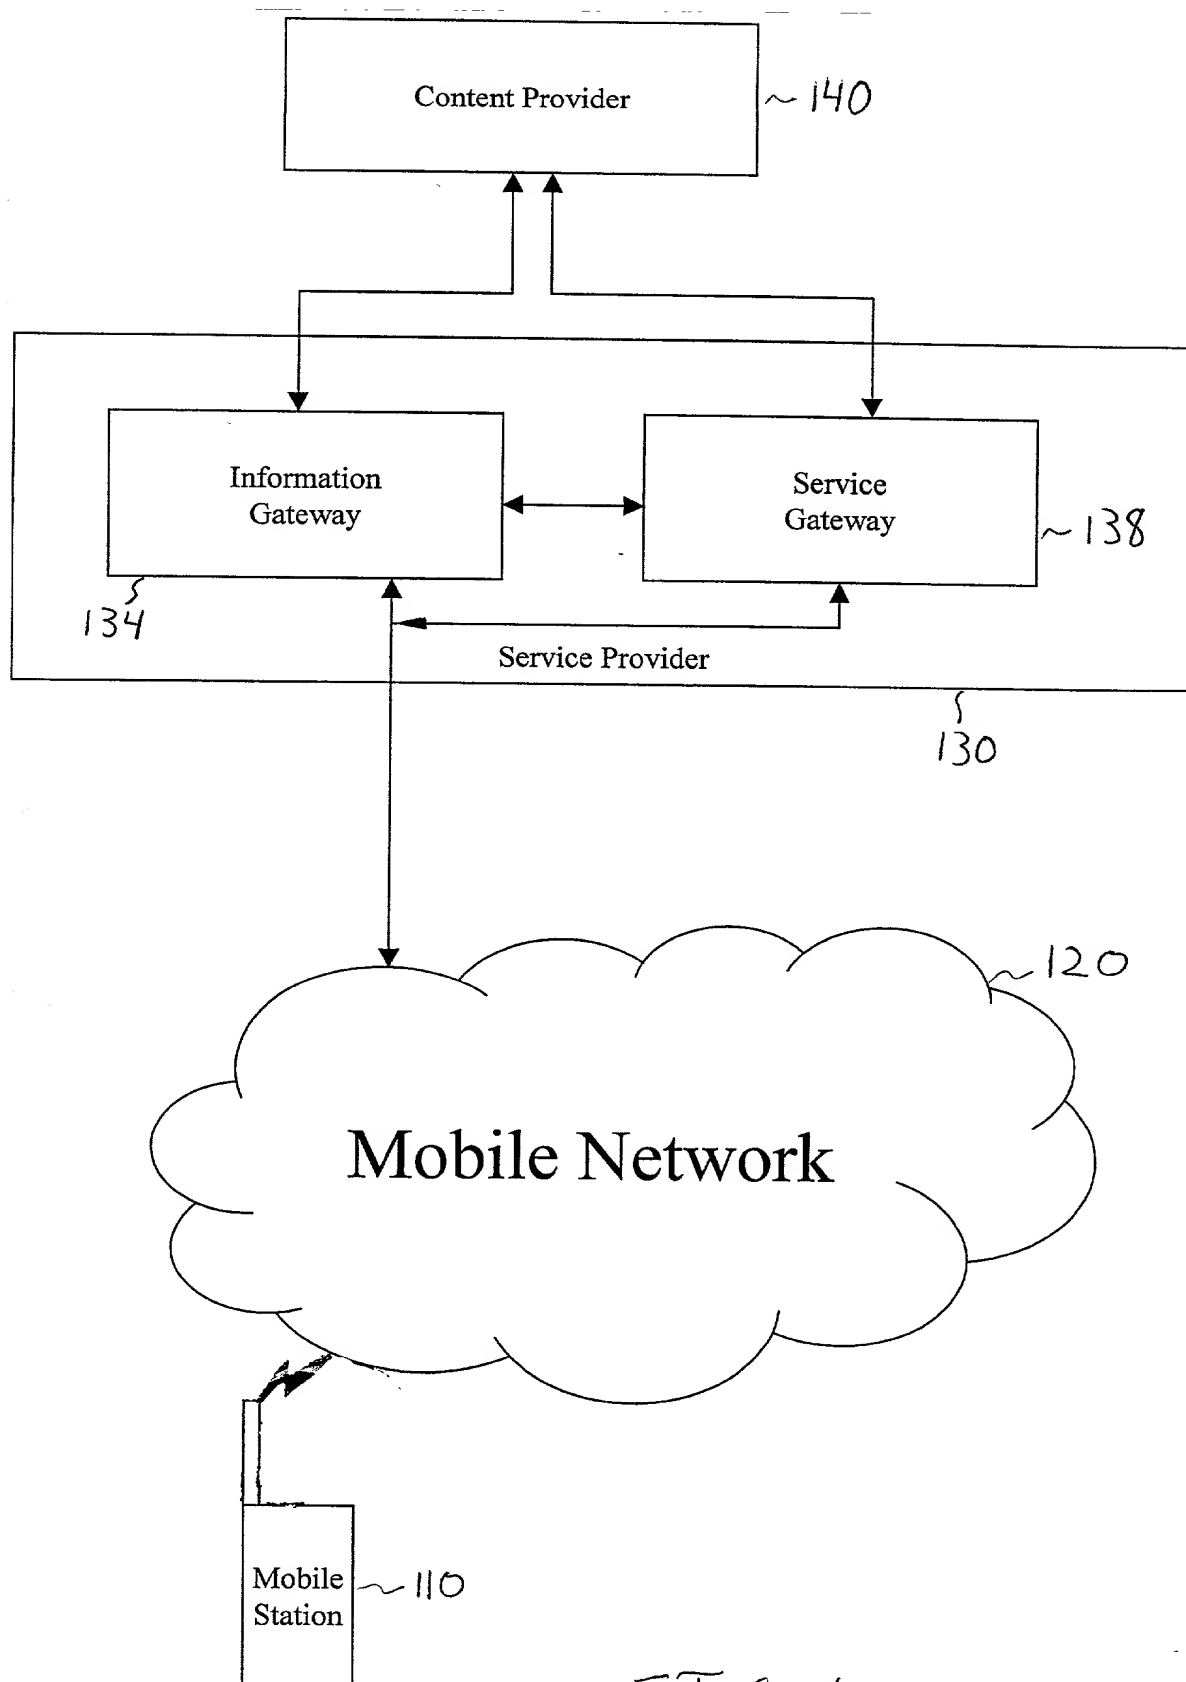 Content Provider
140
Information
Gateway
Service
Gateway
138
134
Service Provider
130
120
Mobile Network
Mobile
Station
110